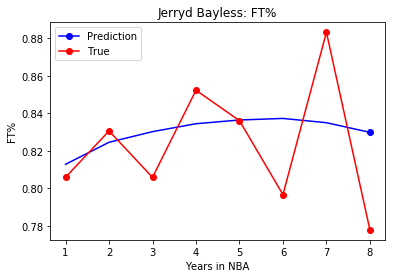 Jerryd Bayless: FT%
Prediction
True
FT%
0.88
0.86
0.84
0.82
0.80
0.78
1 2 3 4 5 6 7 8
Years in NBA